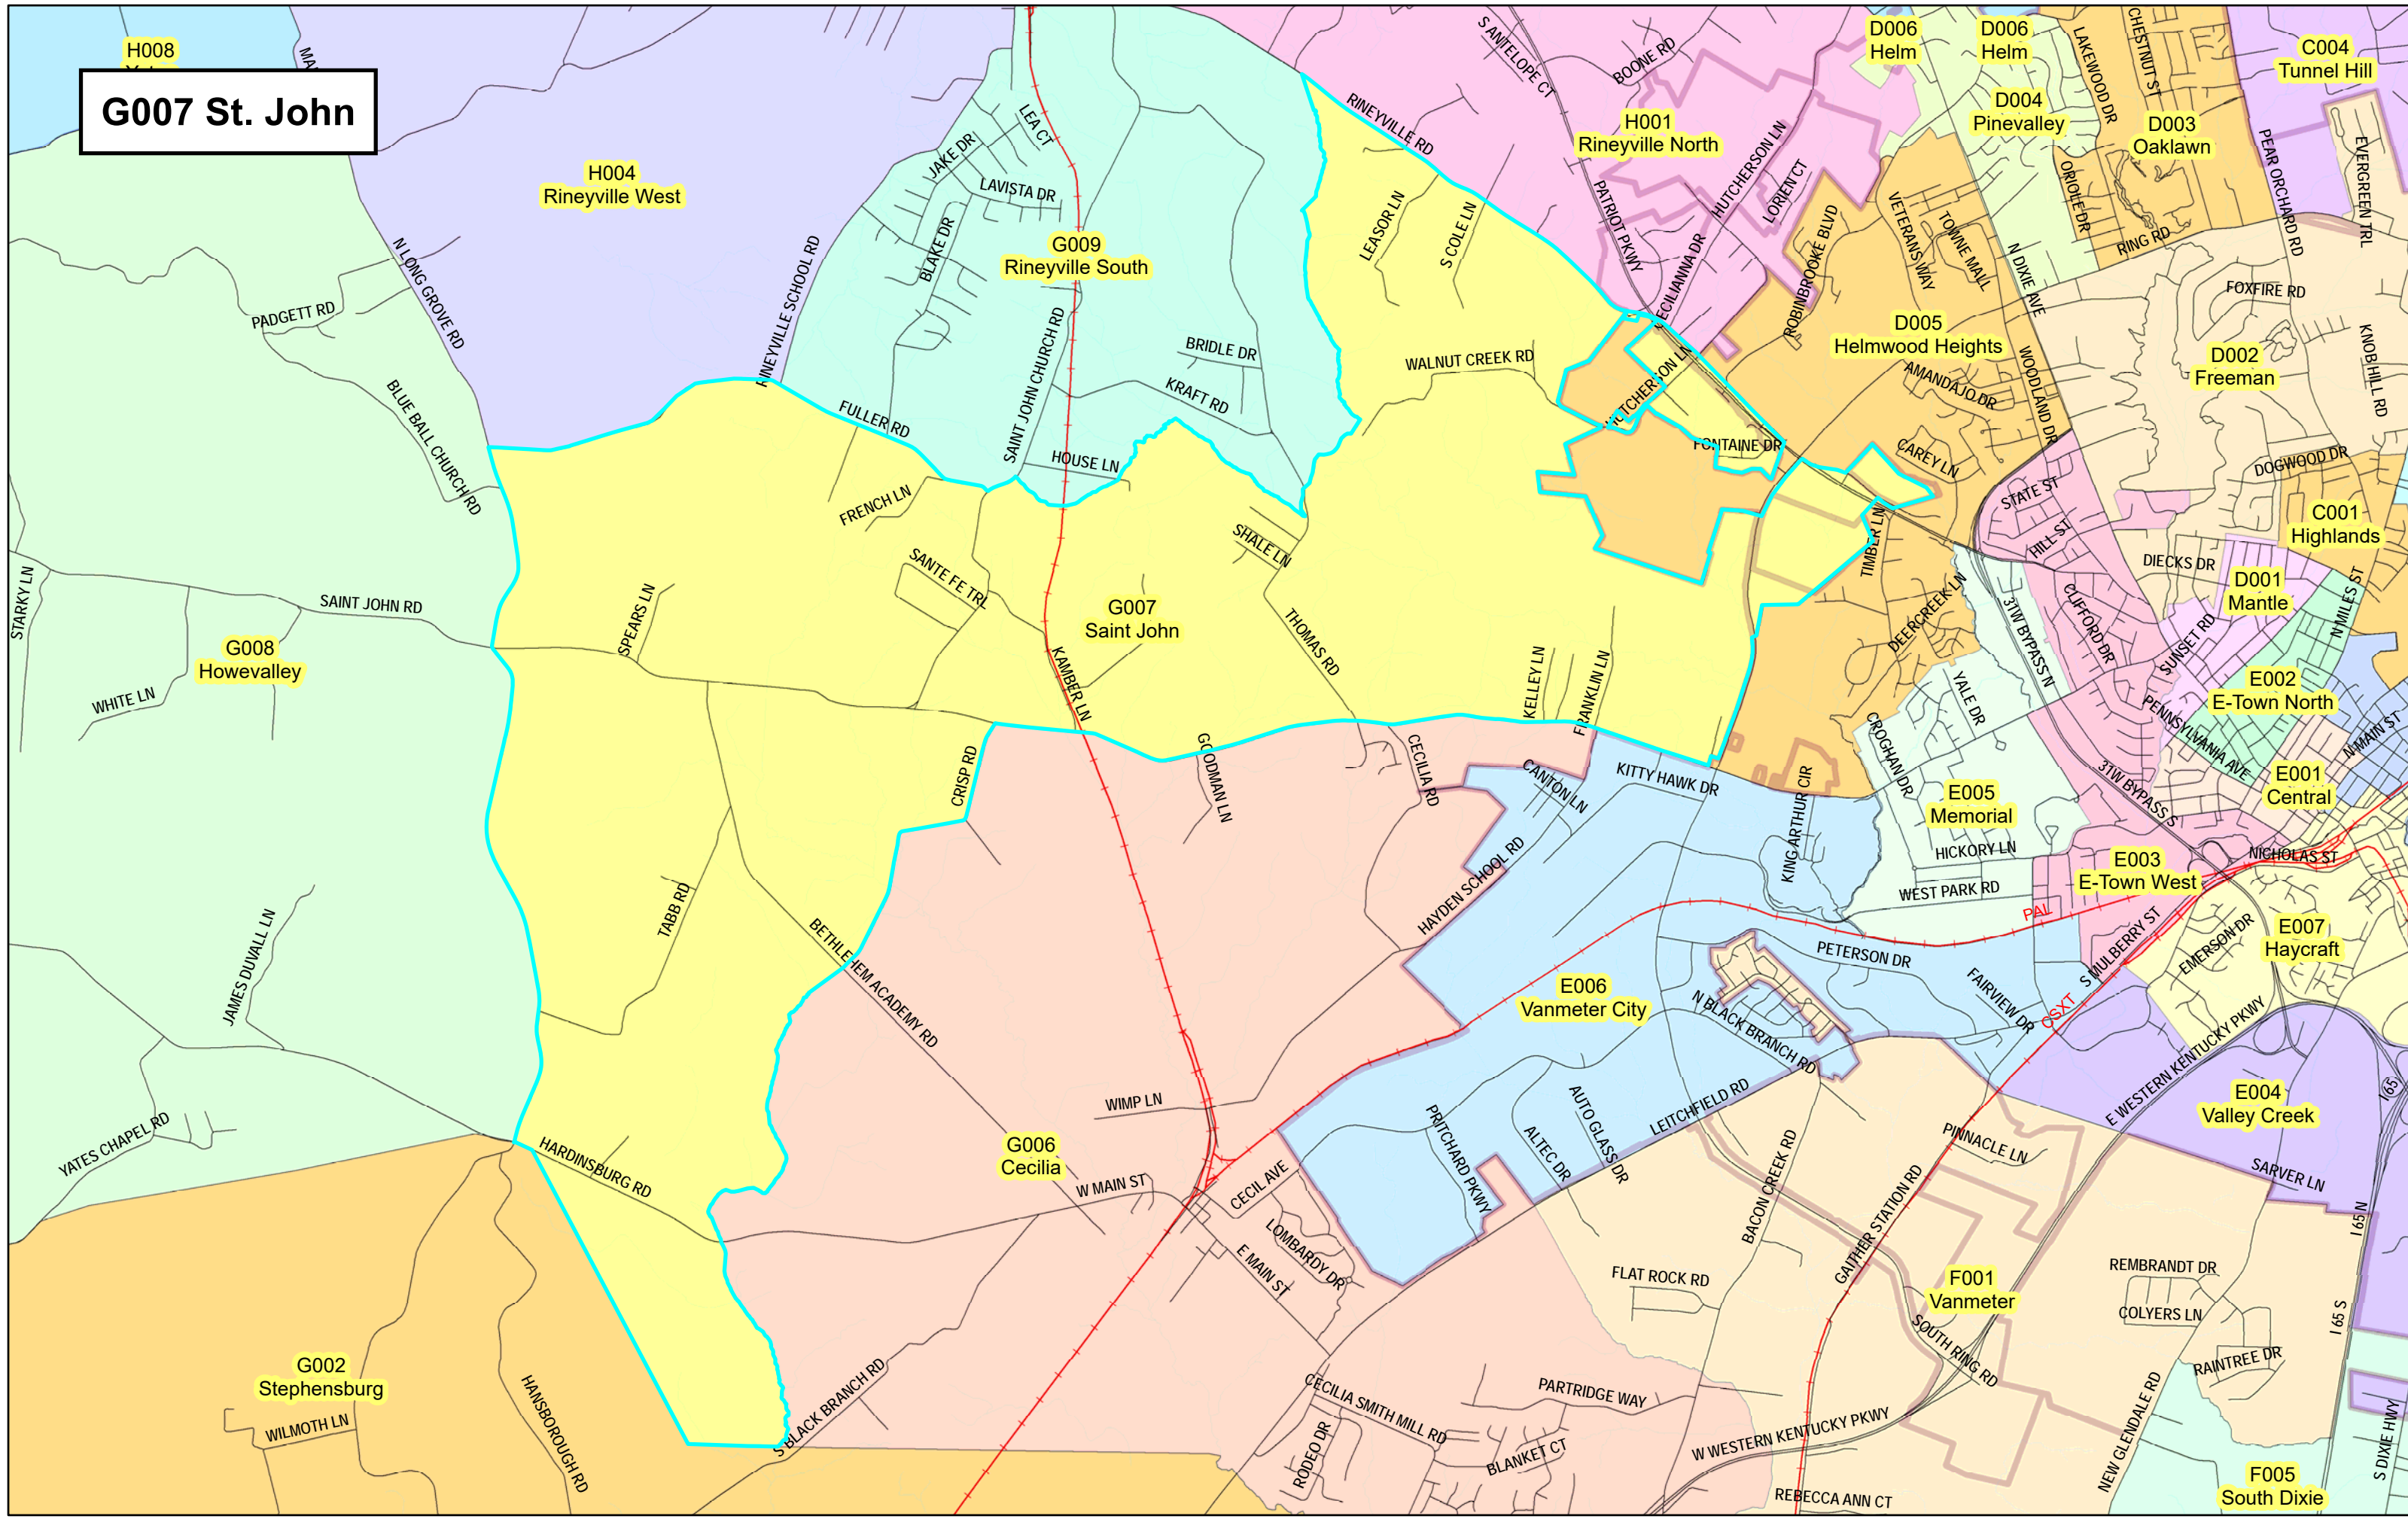 H008
G007 St. John
H004
Rineyville West
G009
Rineyville South
H001
Rineyville North
D006
Helm
D006
Helm
D004
Pinevalley
D003
Oaklawn
C004
Tunnel Hill
D005
Helmwood Heights
D002
Freeman
C001
Highlands
D001
Mantle
E002
E-Town North
E001
Central
G008
Howevalley
G007
Saint John
E005
Memorial
E003
E-Town West
E007
Haycraft
E006
Vanmeter City
E004
Valley Creek
G006
Cecilia
F001
Vanmeter
G002
Stephensburg
F005
South Dixie
LEA CT
JAKE DR
LAVISTA DR
BLAKE DR
RINEYVILLE SCHOOL RD
SAINT JOHN CHURCH RD
BRIDLE DR
KRAFT RD
HOUSE LN
FULLER RD
FRENCH LN
SANTE FE TRL
SPEARS LN
SHALE LN
THOMAS RD
KAMBER LN
KELLEY LN
FRANKLIN LN
CRISP RD
GOODMAN LN
CECILIA RD
TABB RD
BETHLEHEM ACADEMY RD
HARDINSBURG RD
N LONG GROVE RD
PADGETT RD
BLUE BALL CHURCH RD
STARKY LN
SAINT JOHN RD
WHITE LN
JAMES DUVALL LN
YATES CHAPEL RD
WILMOTH LN
HANSBOROUGH RD
S BLACK BRANCH RD
WIMP LN
W MAIN ST
CECIL AVE
LOMBARDY DR
E MAIN ST
CECILIA SMITH MILL RD
RODEO DR
BLANKET CT
PARTRIDGE WAY
W WESTERN KENTUCKY PKWY
REBECCA ANN CT
FLAT ROCK RD
BACON CREEK RD
GAITHER STATION RD
PINNACLE LN
SOUTH RING RD
REMBRANDT DR
COLYERS LN
RAINTREE DR
NEW GLENDALE RD
S DIXIE HWY
I 65 S
I 65 N
I 65
SARVER LN
E WESTERN KENTUCKY PKWY
LEITCHFIELD RD
PRITCHARD PKWY
ALTEC DR
AUTO GLASS DR
N BLACK BRANCH RD
PETERSON DR
FAIRVIEW DR
CSXT
PAL
S MULBERRY ST
EMERSON DR
NICHOLAS ST
WEST PARK RD
HICKORY LN
KING ARTHUR CIR
KITTY HAWK DR
CANTON LN
HAYDEN SCHOOL RD
CROGHAN DR
YALE DR
31W BYPASS N
31W BYPASS S
PENNSYLVANIA AVE
N MAIN ST
SUNSET RD
N MILES ST
CLIFFORD DR
DIECKS DR
HILL ST
STATE ST
DOGWOOD DR
DEERCREEK LN
TIMBER LN
CAREY LN
FONTAINE DR
HUTCHERSON LN
AMANDA JO DR
WOODLAND DR
N DIXIE AVE
TOWNE MALL
VETERANS WAY
ROBINBROOKE BLVD
CECILIANNA DR
HUTCHERSON LN
LORIEN CT
PATRIOT PKWY
BOONE RD
S ANTELOPE CT
RINEYVILLE RD
LEASOR LN
S COLE LN
WALNUT CREEK RD
LAKEWOOD DR
CHESTNUT ST
ORIOLE DR
RING RD
PEAR ORCHARD RD
EVERGREEN TRL
FOXFIRE RD
KNOB HILL RD